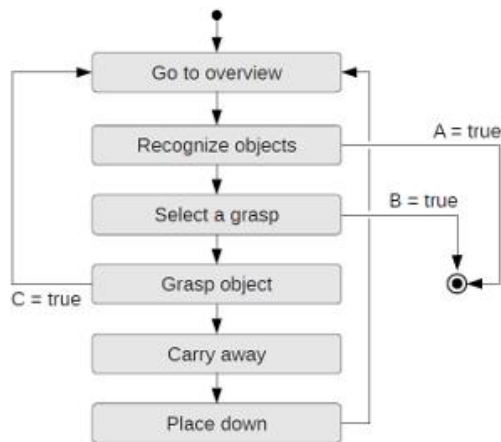 Go to overview
Recognize objects
A = true
Select a grasp
B = true
Grasp object
C = true
Carry away
Place down